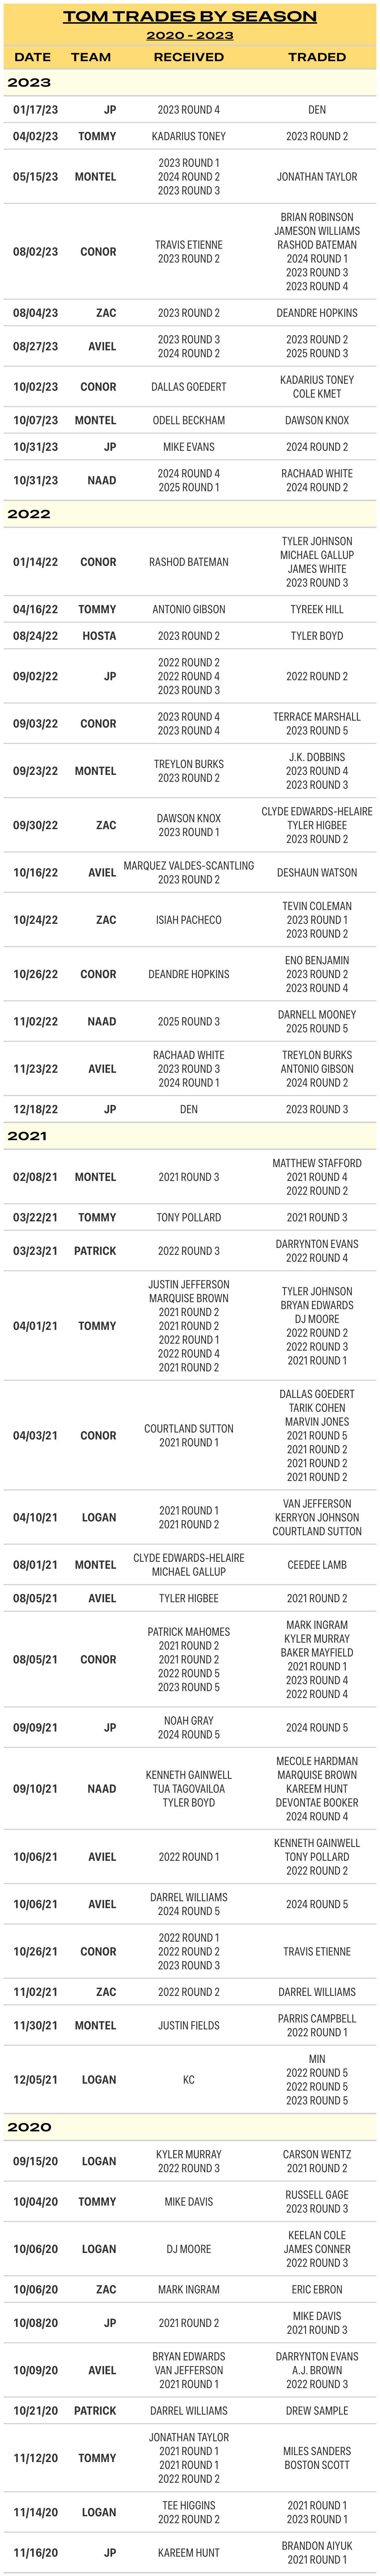 TOM TRADES BY SEASON
2020 - 2023
DATE TEAM RECEIVED TRADED
2023
01/17/23 JP 2023 ROUND 4 DEN
04/02/23 TOMMY KADARIUS TONEY 2023 ROUND 2
05/15/23 MONTEL 2023 ROUND 1 JONATHAN TAYLOR
2024 ROUND 2
2023 ROUND 3
08/02/23 CONOR TRAVIS ETIENNE BRIAN ROBINSON
2023 ROUND 2 JAMESON WILLIAMS
RASHOD BATEMAN
2024 ROUND 1
2023 ROUND 3
2023 ROUND 4
08/04/23 ZAC 2023 ROUND 2 DEANDRE HOPKINS
08/27/23 AVIEL 2023 ROUND 3 2023 ROUND 2
2024 ROUND 2 2025 ROUND 3
10/02/23 CONOR DALLAS GOEDERT KADARIUS TONEY
COLE KMET
10/07/23 MONTEL ODELL BECKHAM DAWSON KNOX
10/31/23 JP MIKE EVANS 2024 ROUND 2
10/31/23 NAAD 2024 ROUND 4 RACHAAD WHITE
2025 ROUND 1 2024 ROUND 2
2022
01/14/22 CONOR RASHOD BATEMAN TYLER JOHNSON
MICHAEL GALLUP
JAMES WHITE
2023 ROUND 3
04/16/22 TOMMY ANTONIO GIBSON TYREEK HILL
08/24/22 HOSTA 2023 ROUND 2 TYLER BOYD
09/02/22 JP 2022 ROUND 2 2022 ROUND 2
2022 ROUND 4
2023 ROUND 3
09/03/22 CONOR 2023 ROUND 4 TERRACE MARSHALL
2023 ROUND 4 2023 ROUND 5
09/23/22 MONTEL TREYLON BURKS J.K. DOBBINS
2023 ROUND 2 2023 ROUND 4
2023 ROUND 3
09/30/22 ZAC DAWSON KNOX CLYDE EDWARDS-HELAIRE
2023 ROUND 1 TYLER HIGBEE
2023 ROUND 2
10/16/22 AVIEL MARQUEZ VALDES-SCANTLING DESHAUN WATSON
2023 ROUND 2
10/24/22 ZAC ISIAH PACHECO TEVIN COLEMAN
2023 ROUND 1
2023 ROUND 2
10/26/22 CONOR DEANDRE HOPKINS ENO BENJAMIN
2023 ROUND 2
2023 ROUND 4
11/02/22 NAAD 2025 ROUND 3 DARNELL MOONEY
2025 ROUND 5
11/23/22 AVIEL RACHAAD WHITE TREYLON BURKS
2023 ROUND 3 ANTONIO GIBSON
2024 ROUND 1 2024 ROUND 2
12/18/22 JP DEN 2023 ROUND 3
2021
02/08/21 MONTEL 2021 ROUND 3 MATTHEW STAFFORD
2021 ROUND 4
2022 ROUND 2
03/22/21 TOMMY TONY POLLARD 2021 ROUND 3
03/23/21 PATRICK 2022 ROUND 3 DARRYNTON EVANS
2022 ROUND 4
04/01/21 TOMMY JUSTIN JEFFERSON TYLER JOHNSON
MARQUISE BROWN BRYAN EDWARDS
2021 ROUND 2 DJ MOORE
2021 ROUND 2 2022 ROUND 2
2022 ROUND 1 2022 ROUND 3
2022 ROUND 4 2021 ROUND 1
2021 ROUND 2
04/03/21 CONOR COURTLAND SUTTON DALLAS GOEDERT
2021 ROUND 1 TARIK COHEN
MARVIN JONES
2021 ROUND 5
2021 ROUND 2
2021 ROUND 2
2021 ROUND 2
04/10/21 LOGAN 2021 ROUND 1 VAN JEFFERSON
2021 ROUND 2 KERRYON JOHNSON
COURTLAND SUTTON
08/01/21 MONTEL CLYDE EDWARDS-HELAIRE CEEDEE LAMB
MICHAEL GALLUP
08/05/21 AVIEL TYLER HIGBEE 2021 ROUND 2
08/05/21 CONOR PATRICK MAHOMES MARK INGRAM
2021 ROUND 2 KYLER MURRAY
2021 ROUND 2 BAKER MAYFIELD
2022 ROUND 5 2021 ROUND 1
2023 ROUND 5 2023 ROUND 4
2022 ROUND 4
09/09/21 JP NOAH GRAY 2024 ROUND 5
2024 ROUND 5
09/10/21 NAAD KENNETH GAINWELL MECOLE HARDMAN
TUA TAGOVAILOA MARQUISE BROWN
TYLER BOYD KAREEM HUNT
DEVONTAE BOOKER
2024 ROUND 4
10/06/21 AVIEL 2022 ROUND 1 KENNETH GAINWELL
TONY POLLARD
2022 ROUND 2
10/06/21 AVIEL DARREL WILLIAMS 2024 ROUND 5
2024 ROUND 5
10/26/21 CONOR 2022 ROUND 1 TRAVIS ETIENNE
2022 ROUND 2
2023 ROUND 3
11/02/21 ZAC 2022 ROUND 2 DARREL WILLIAMS
11/30/21 MONTEL JUSTIN FIELDS PARRIS CAMPBELL
2022 ROUND 1
12/05/21 LOGAN KC MIN
2022 ROUND 5
2022 ROUND 5
2023 ROUND 5
2020
09/15/20 LOGAN KYLER MURRAY CARSON WENTZ
2022 ROUND 3 2021 ROUND 2
10/04/20 TOMMY MIKE DAVIS RUSSELL GAGE
2023 ROUND 3
10/06/20 LOGAN DJ MOORE KEELAN COLE
JAMES CONNER
2022 ROUND 3
10/06/20 ZAC MARK INGRAM ERIC EBRON
10/08/20 JP 2021 ROUND 2 MIKE DAVIS
2021 ROUND 3
10/09/20 AVIEL BRYAN EDWARDS DARRYNTON EVANS
VAN JEFFERSON A.J. BROWN
2021 ROUND 1 2022 ROUND 3
10/21/20 PATRICK DARREL WILLIAMS DREW SAMPLE
11/12/20 TOMMY JONATHAN TAYLOR MILES SANDERS
2021 ROUND 1 BOSTON SCOTT
2021 ROUND 1
2022 ROUND 2
11/14/20 LOGAN TEE HIGGINS 2021 ROUND 1
2022 ROUND 2 2023 ROUND 1
11/16/20 JP KAREEM HUNT BRANDON AIYUK
2021 ROUND 1